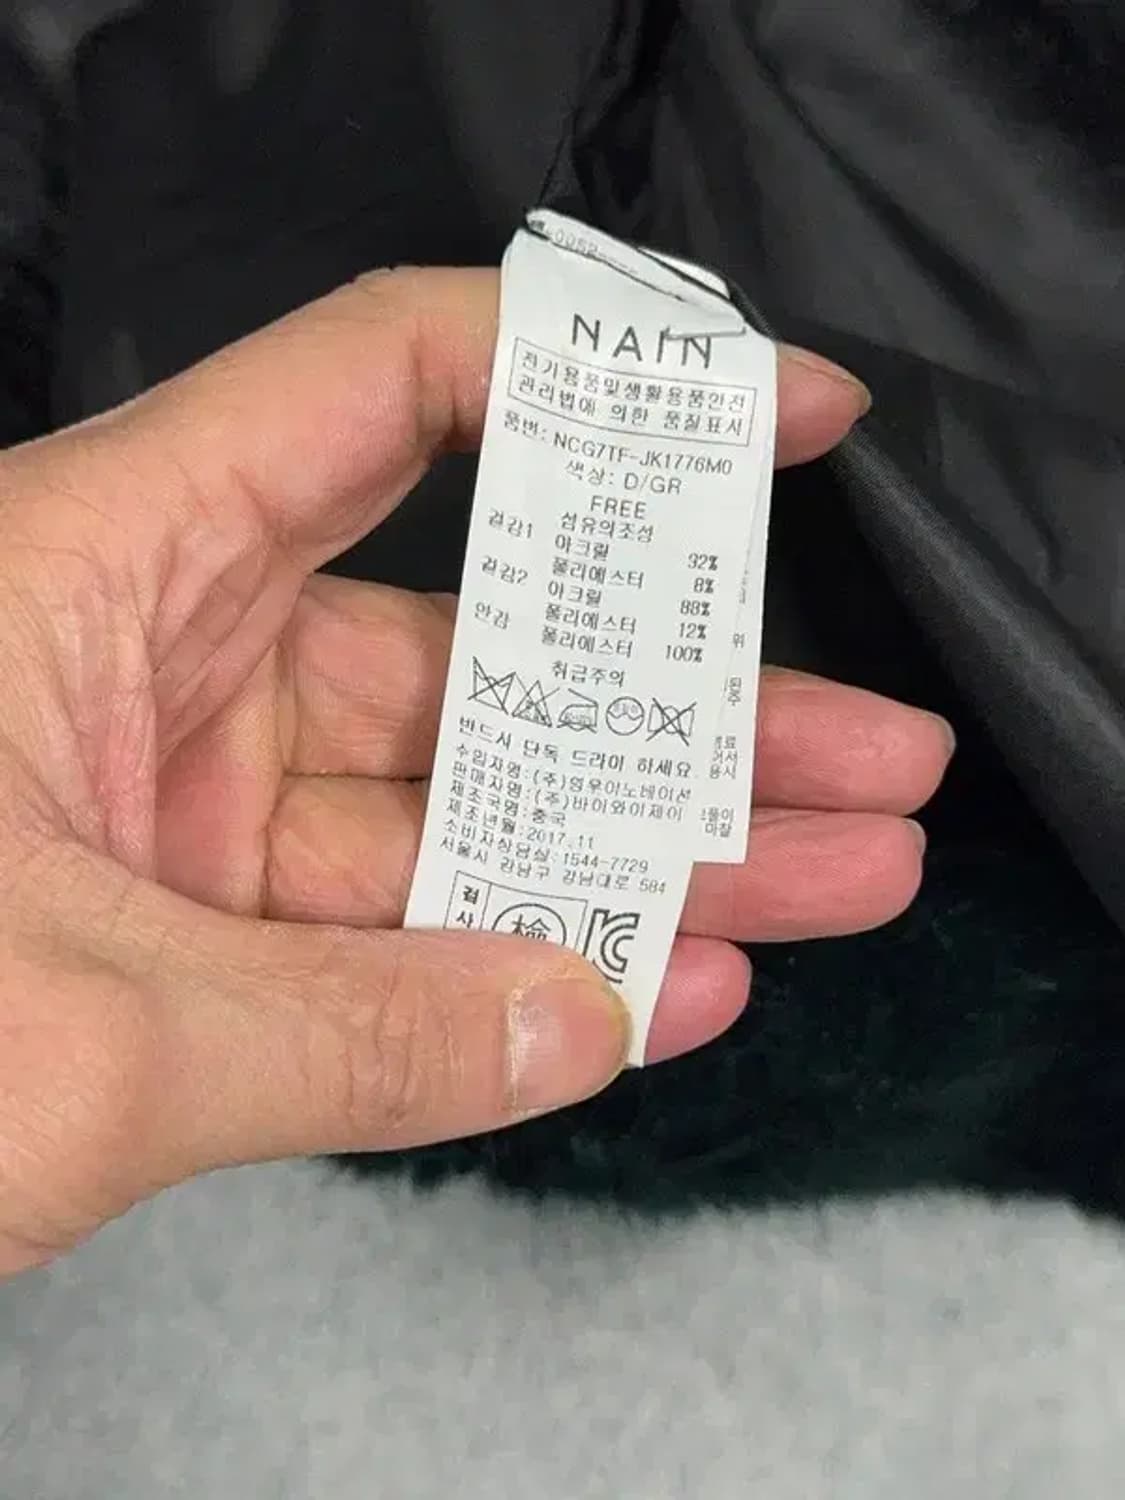 NAIN
전기용품및생활용품안전
관리법에 의한 품질표시
품번: NCG7TF-JK1776M0
색상: D/GR
FREE
겉감1 섬유의조성
아크릴 92%
폴리에스터 8%
겉감2 아크릴 88%
폴리에스터 12%
안감 폴리에스터 100%
취급주의
반드시 단독 드라이 하세요.
수입자명:(주)영우이노베이션
판매자명:(주)바이와이제이
제조국명:중국
제조년월:2017.11
소비자상담실:1544-7729
서울시 강남구 강남대로 584
검
사
檢